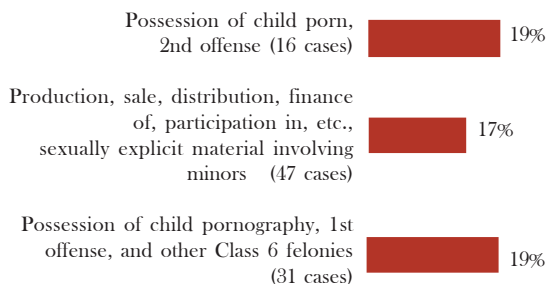 Possession of child porn,
2nd offense (16 cases)
19%
Production, sale, distribution, finance
of, participation in, etc.,
sexually explicit material involving
minors (47 cases)
17%
Possession of child pornography, 1st
offense, and other Class 6 felonies
(31 cases)
19%